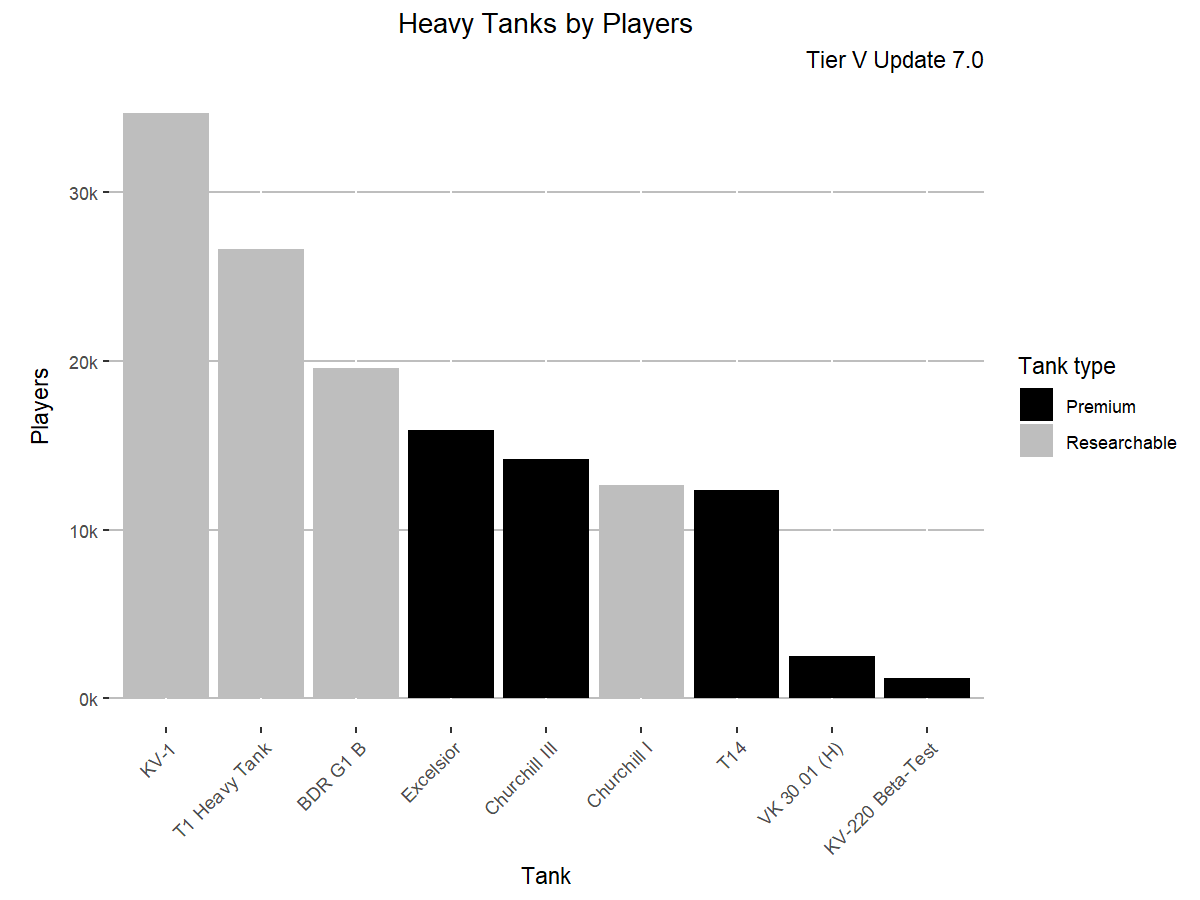 Heavy Tanks by Players
Tier V Update 7.0
Players
30k
20k
10k
0k
KV-1
T1 Heavy Tank
BDR G1 B
Excelsior
Churchill III
Churchill I
T14
VK 30.01 (H)
KV-220 Beta-Test
Tank
Tank type
Premium
Researchable